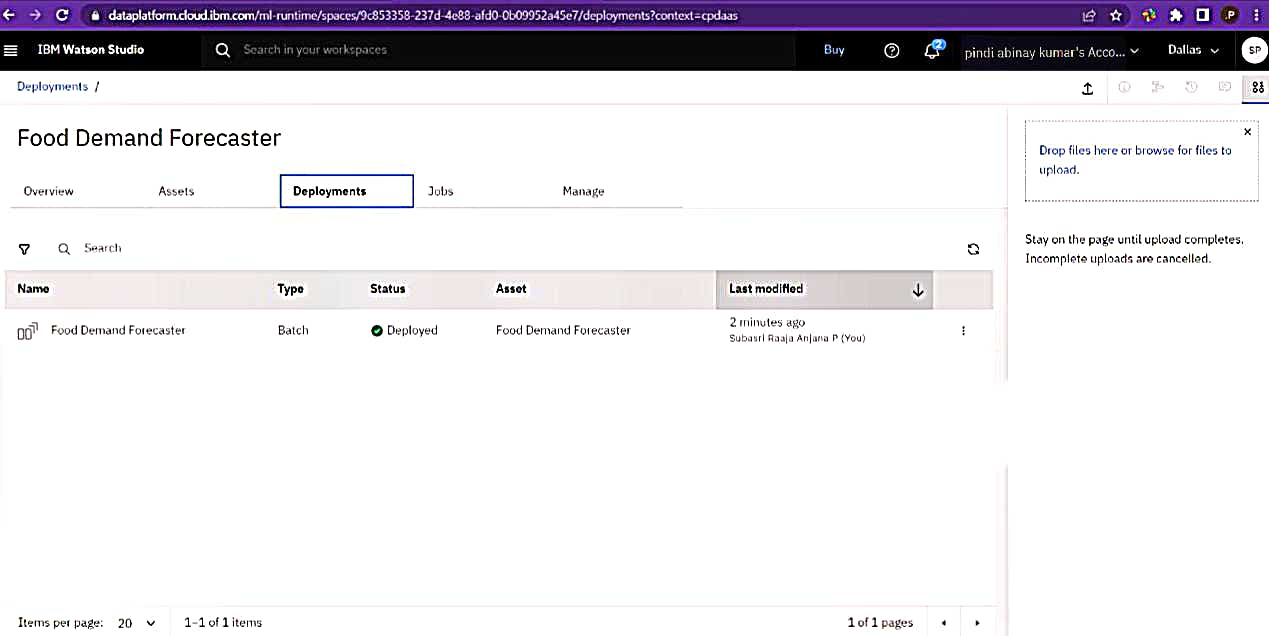 dataplatform.cloud.ibm.com/ml-runtime/spaces/9c853358-237d-4e88-afd0-0b09952a45e7/deployments?context=cpdaas
P
IBM Watson Studio
Search in your workspaces
Buy
2
pindi abinay kumar's Acco...
Dallas
SP
Deployments /
Food Demand Forecaster
Overview
Assets
Deployments
Jobs
Manage
Search
Name
Type
Status
Asset
Last modified
Food Demand Forecaster
Batch
Deployed
Food Demand Forecaster
2 minutes ago
Subasri Raaja Anjana P (You)
Items per page: 20
1–1 of 1 items
1 of 1 pages
Drop files here or browse for files to
upload.
Stay on the page until upload completes.
Incomplete uploads are cancelled.